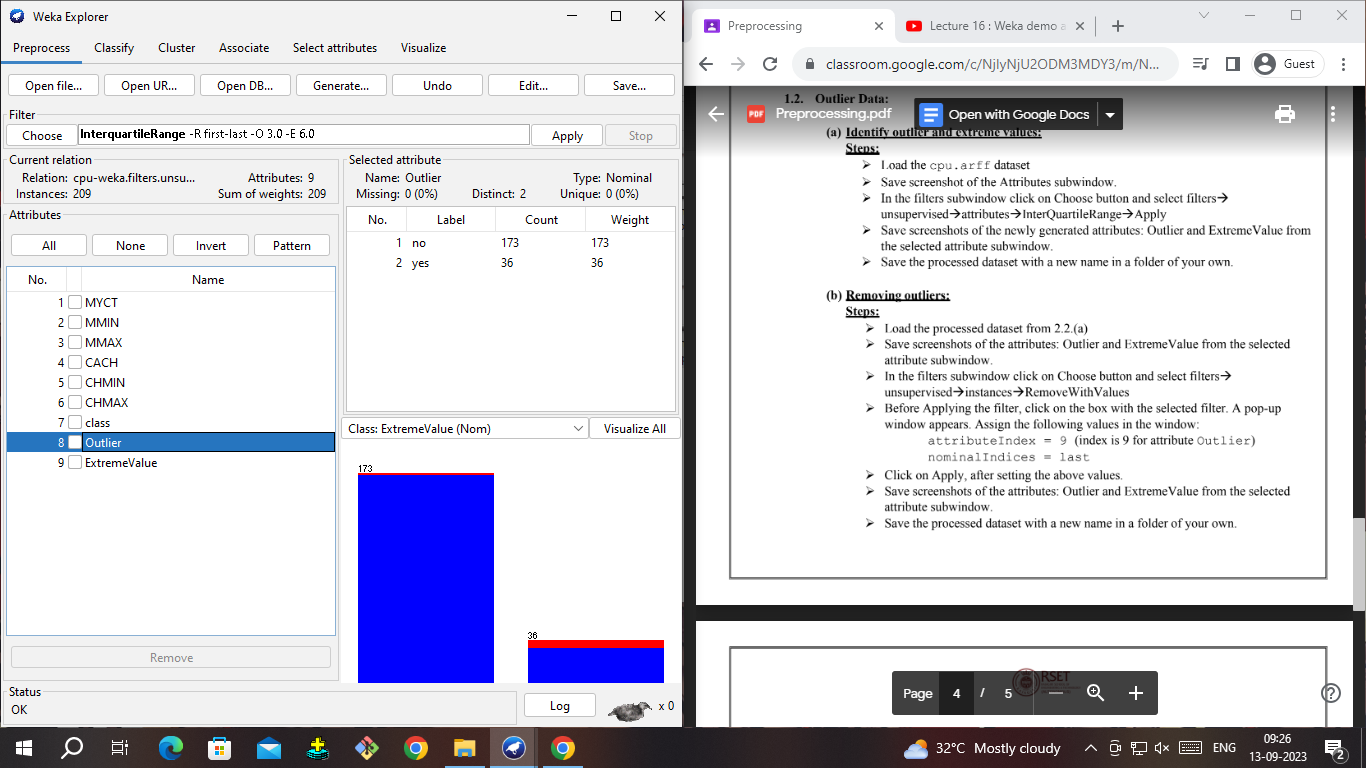 Weka Explorer
Preprocess Classify Cluster Associate Select attributes Visualize
Open file... Open UR... Open DB... Generate... Undo Edit... Save...
Filter
Choose InterquartileRange -R first-last -O 3.0 -E 6.0 Apply Stop
Current relation
Relation: cpu-weka.filters.unsu... Attributes: 9
Instances: 209 Sum of weights: 209
Attributes
All None Invert Pattern
No. Name
1 MYCT
2 MMIN
3 MMAX
4 CACH
5 CHMIN
6 CHMAX
7 class
8 Outlier
9 ExtremeValue
Remove
Status
OK
Selected attribute
Name: Outlier Type: Nominal
Missing: 0 (0%) Distinct: 2 Unique: 0 (0%)
No. Label Count Weight
1 no 173 173
2 yes 36 36
Class: ExtremeValue (Nom) Visualize All
173
36
Log x 0
Preprocessing Lecture 16 : Weka demo a
classroom.google.com/c/NjlyNjU2ODM3MDY3/m/N... Guest
1.2. Outlier Data:
PDF Preprocessing.pdf Open with Google Docs
(a) Identify outlier and extreme values:
Steps:
➢ Load the cpu.arff dataset
➢ Save screenshot of the Attributes subwindow.
➢ In the filters subwindow click on Choose button and select filters→
unsupervised→attributes→InterQuartileRange→Apply
➢ Save screenshots of the newly generated attributes: Outlier and ExtremeValue from
the selected attribute subwindow.
➢ Save the processed dataset with a new name in a folder of your own.
(b) Removing outliers:
Steps:
➢ Load the processed dataset from 2.2.(a)
➢ Save screenshots of the attributes: Outlier and ExtremeValue from the selected
attribute subwindow.
➢ In the filters subwindow click on Choose button and select filters→
unsupervised→instances→RemoveWithValues
➢ Before Applying the filter, click on the box with the selected filter. A pop-up
window appears. Assign the following values in the window:
attributeIndex = 9 (index is 9 for attribute Outlier)
nominalIndices = last
➢ Click on Apply, after setting the above values.
➢ Save screenshots of the attributes: Outlier and ExtremeValue from the selected
attribute subwindow.
➢ Save the processed dataset with a new name in a folder of your own.
RSET
Page 4 / 5
32°C Mostly cloudy ENG 09:26
13-09-2023 2